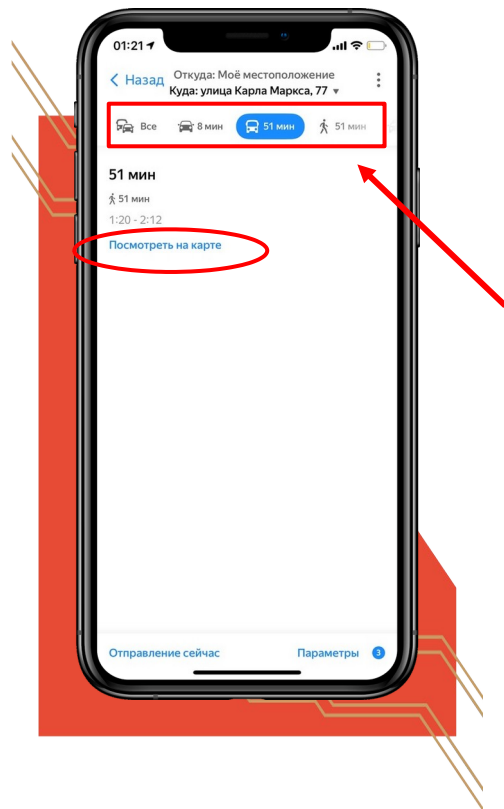 01:21
Назад
Откуда: Моё местоположение
Куда: улица Карла Маркса, 77
Все
8 мин
51 мин
51 мин
51 мин
51 мин
1:20 - 2:12
Посмотреть на карте
Отправление сейчас
Параметры
3